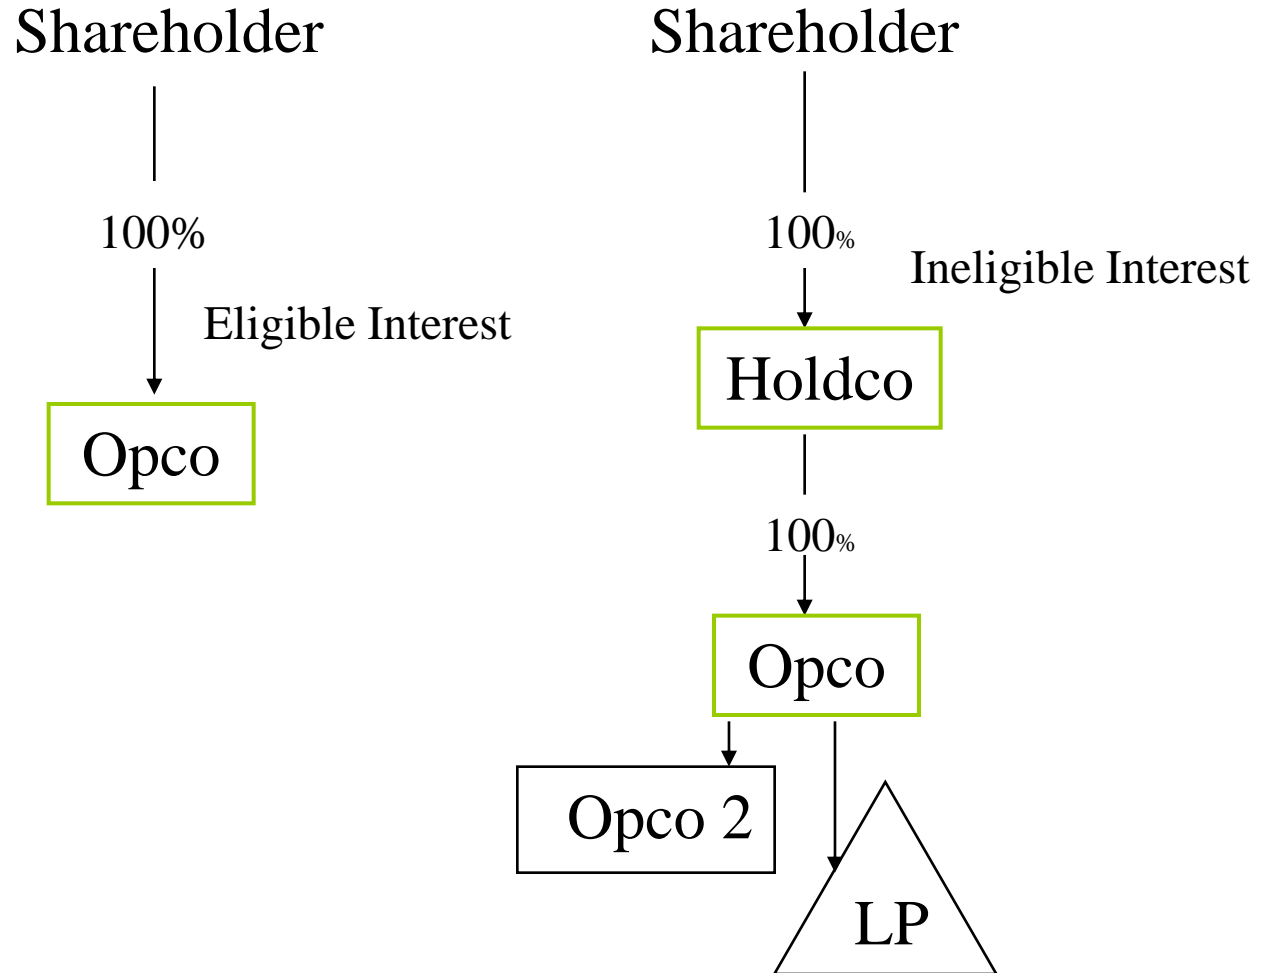 Shareholder
100%
Eligible Interest
Opco
Shareholder
100%
Ineligible Interest
Holdco
100%
Opco
Opco 2
LP